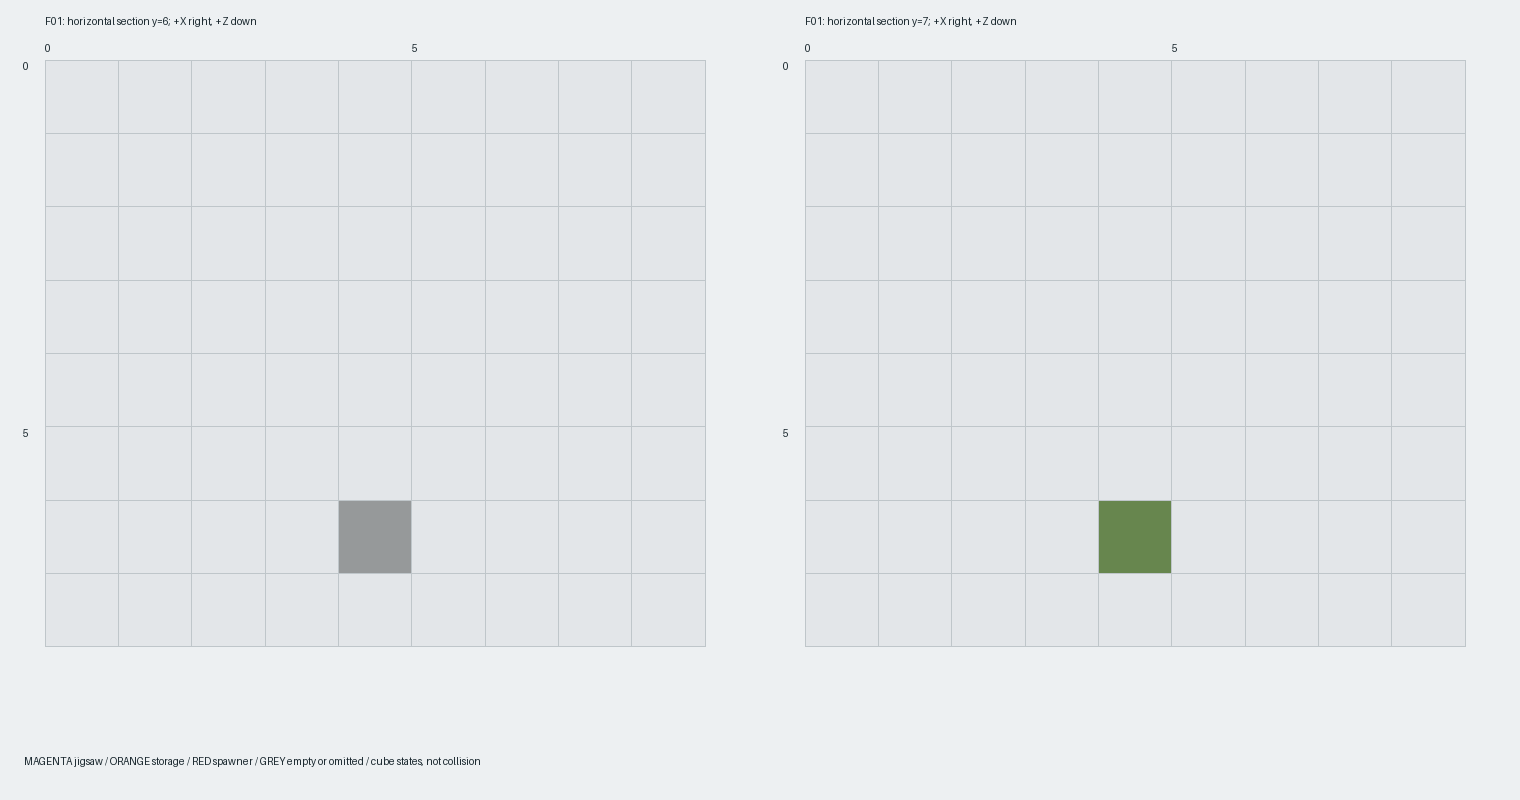 F01: horizontal section y=6; +X right, +Z down
F01: horizontal section y=7; +X right, +Z down
0 5
0 5
0
0
5
5
MAGENTA jigsaw / ORANGE storage / RED spawner / GREY empty or omitted / cube states, not collision